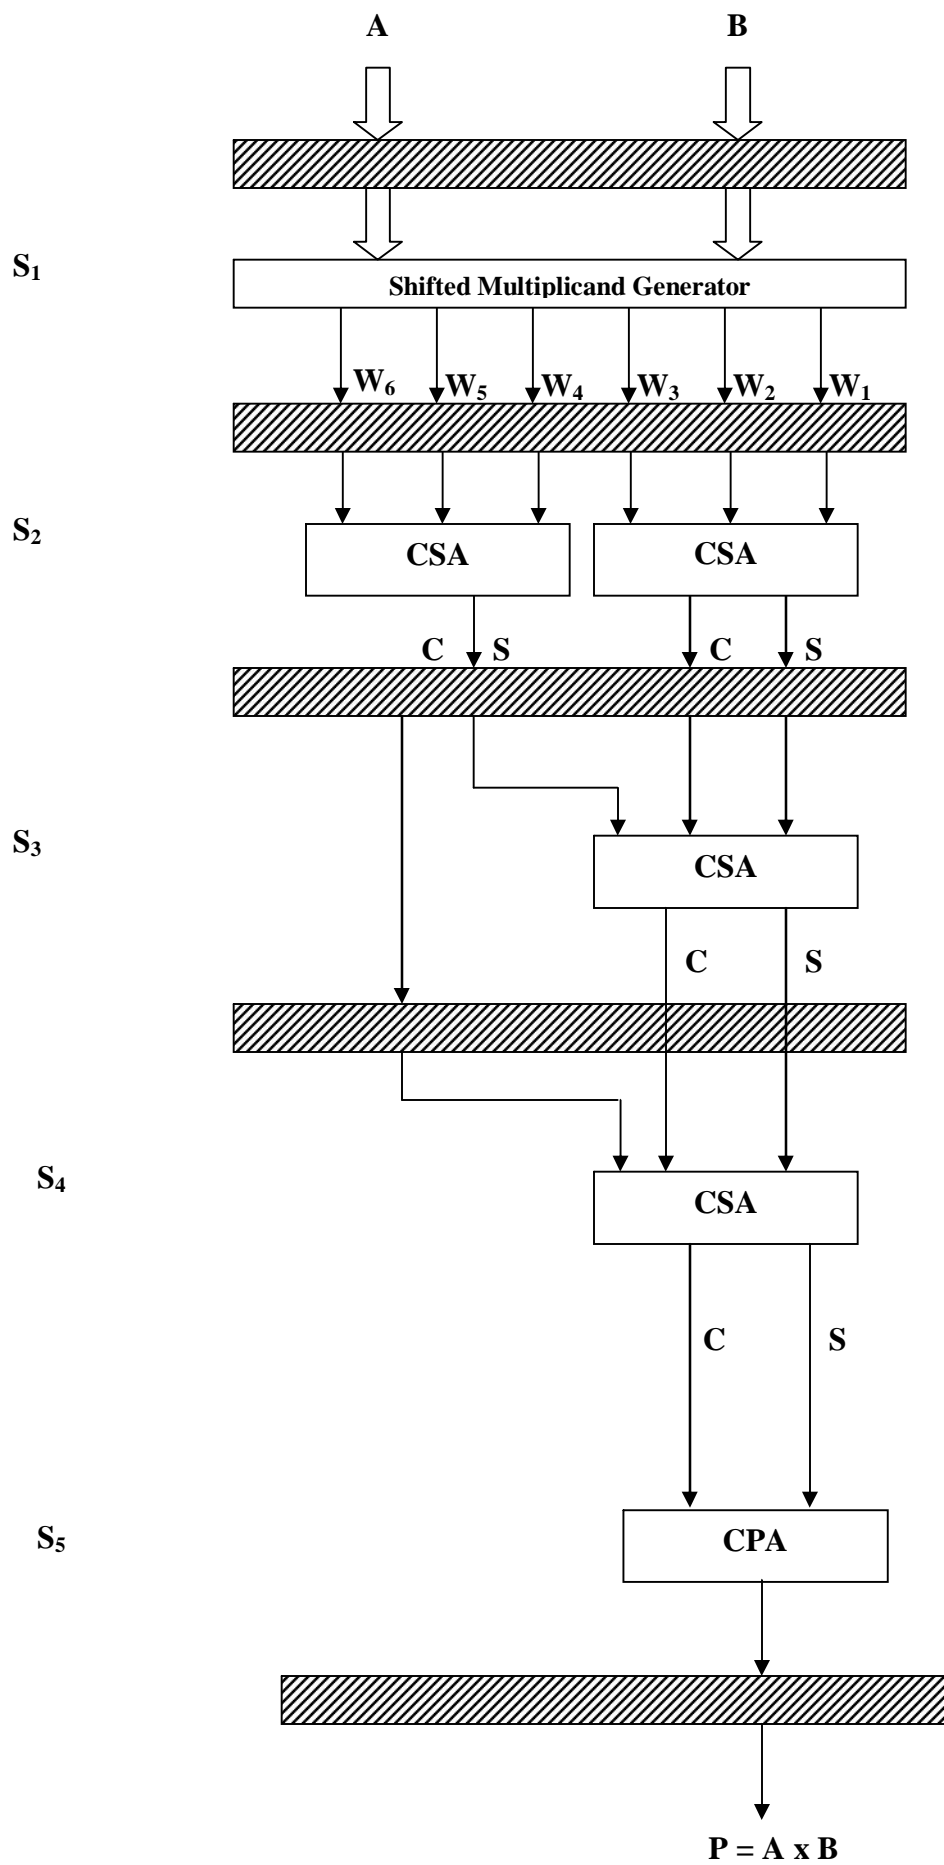 A B
S₁
Shifted Multiplicand Generator
W₆ W₅ W₄ W₃ W₂ W₁
S₂
CSA CSA
C S C S
S₃
CSA
C S
S₄
CSA
C S
S₅
CPA
P = A x B